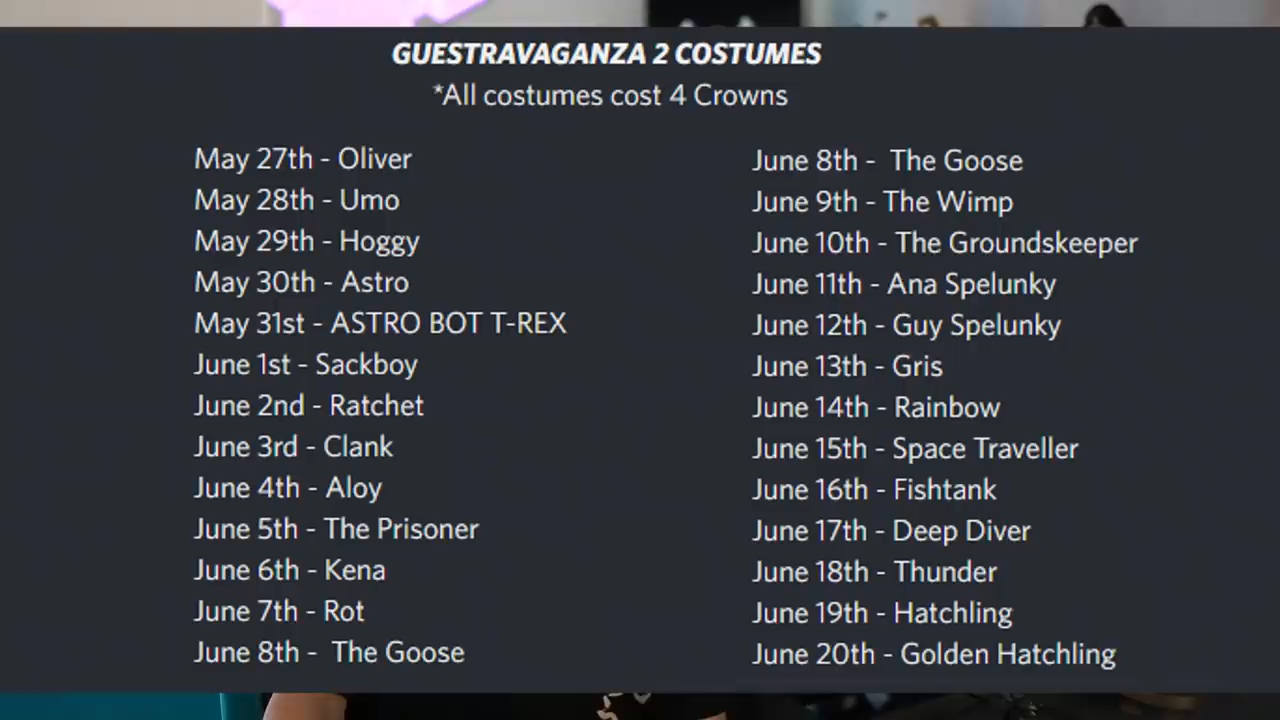 GUESTRAVAGANZA 2 COSTUMES
*All costumes cost 4 Crowns
May 27th - Oliver
May 28th - Umo
May 29th - Hoggy
May 30th - Astro
May 31st - ASTRO BOT T-REX
June 1st - Sackboy
June 2nd - Ratchet
June 3rd - Clank
June 4th - Aloy
June 5th - The Prisoner
June 6th - Kena
June 7th - Rot
June 8th - The Goose
June 8th - The Goose
June 9th - The Wimp
June 10th - The Groundskeeper
June 11th - Ana Spelunky
June 12th - Guy Spelunky
June 13th - Gris
June 14th - Rainbow
June 15th - Space Traveller
June 16th - Fishtank
June 17th - Deep Diver
June 18th - Thunder
June 19th - Hatchling
June 20th - Golden Hatchling